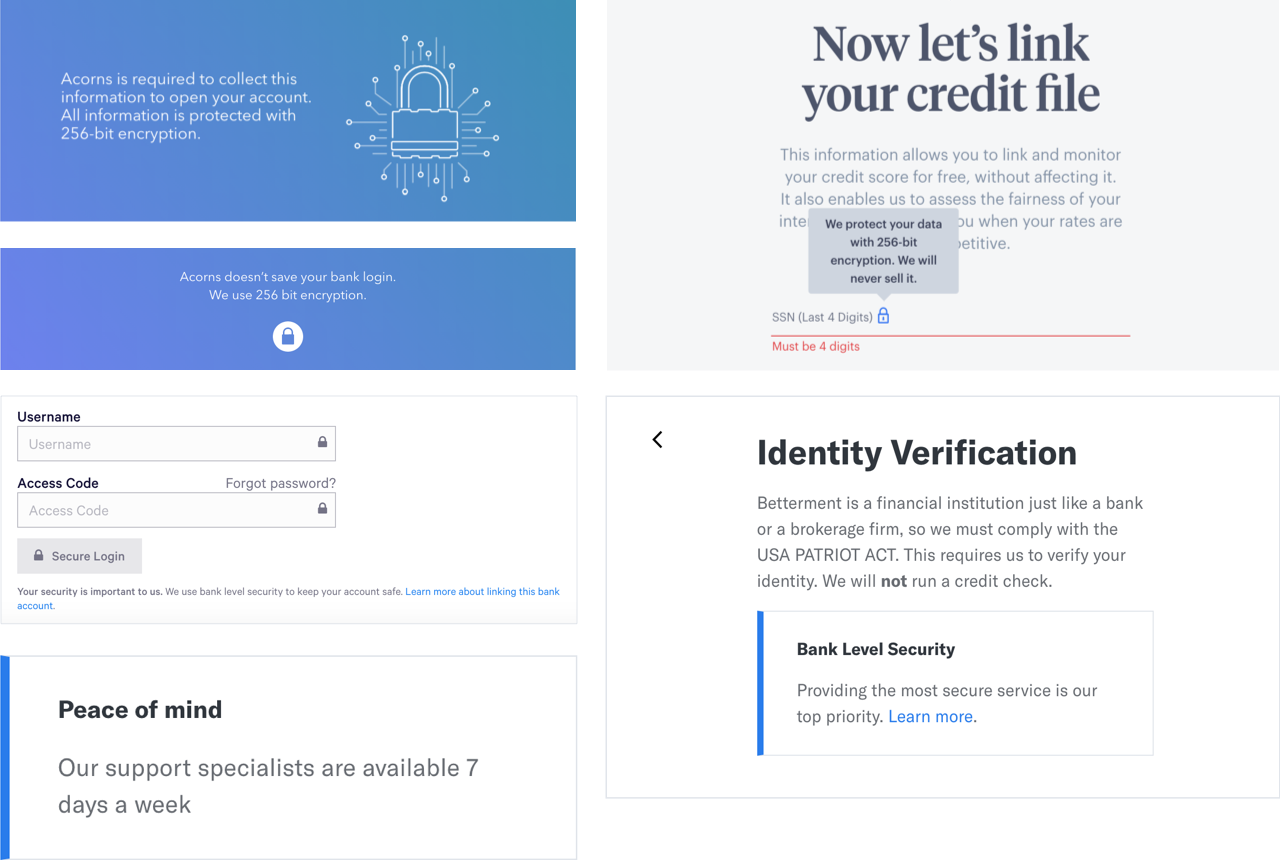 Acorns is required to collect this
information to open your account.
All information is protected with
256-bit encryption.
Acorns doesn't save your bank login.
We use 256 bit encryption.
Username
Username
Access Code
Forgot password?
Access Code
Secure Login
Your security is important to us. We use bank level security to keep your account safe. Learn more about linking this bank
account.
Peace of mind
Our support specialists are available 7
days a week
Now let's link
your credit file
This information allows you to link and monitor
your credit score for free, without affecting it.
It also enables us to assess the fairness of your
We protect your data
with 256-bit
encryption. We will
never sell it.
when your rates are
SSN (Last 4 Digits)
Must be 4 digits
Identity Verification
Betterment is a financial institution just like a bank
or a brokerage firm, so we must comply with the
USA PATRIOT ACT. This requires us to verify your
identity. We will not run a credit check.
Bank Level Security
Providing the most secure service is our
top priority. Learn more.